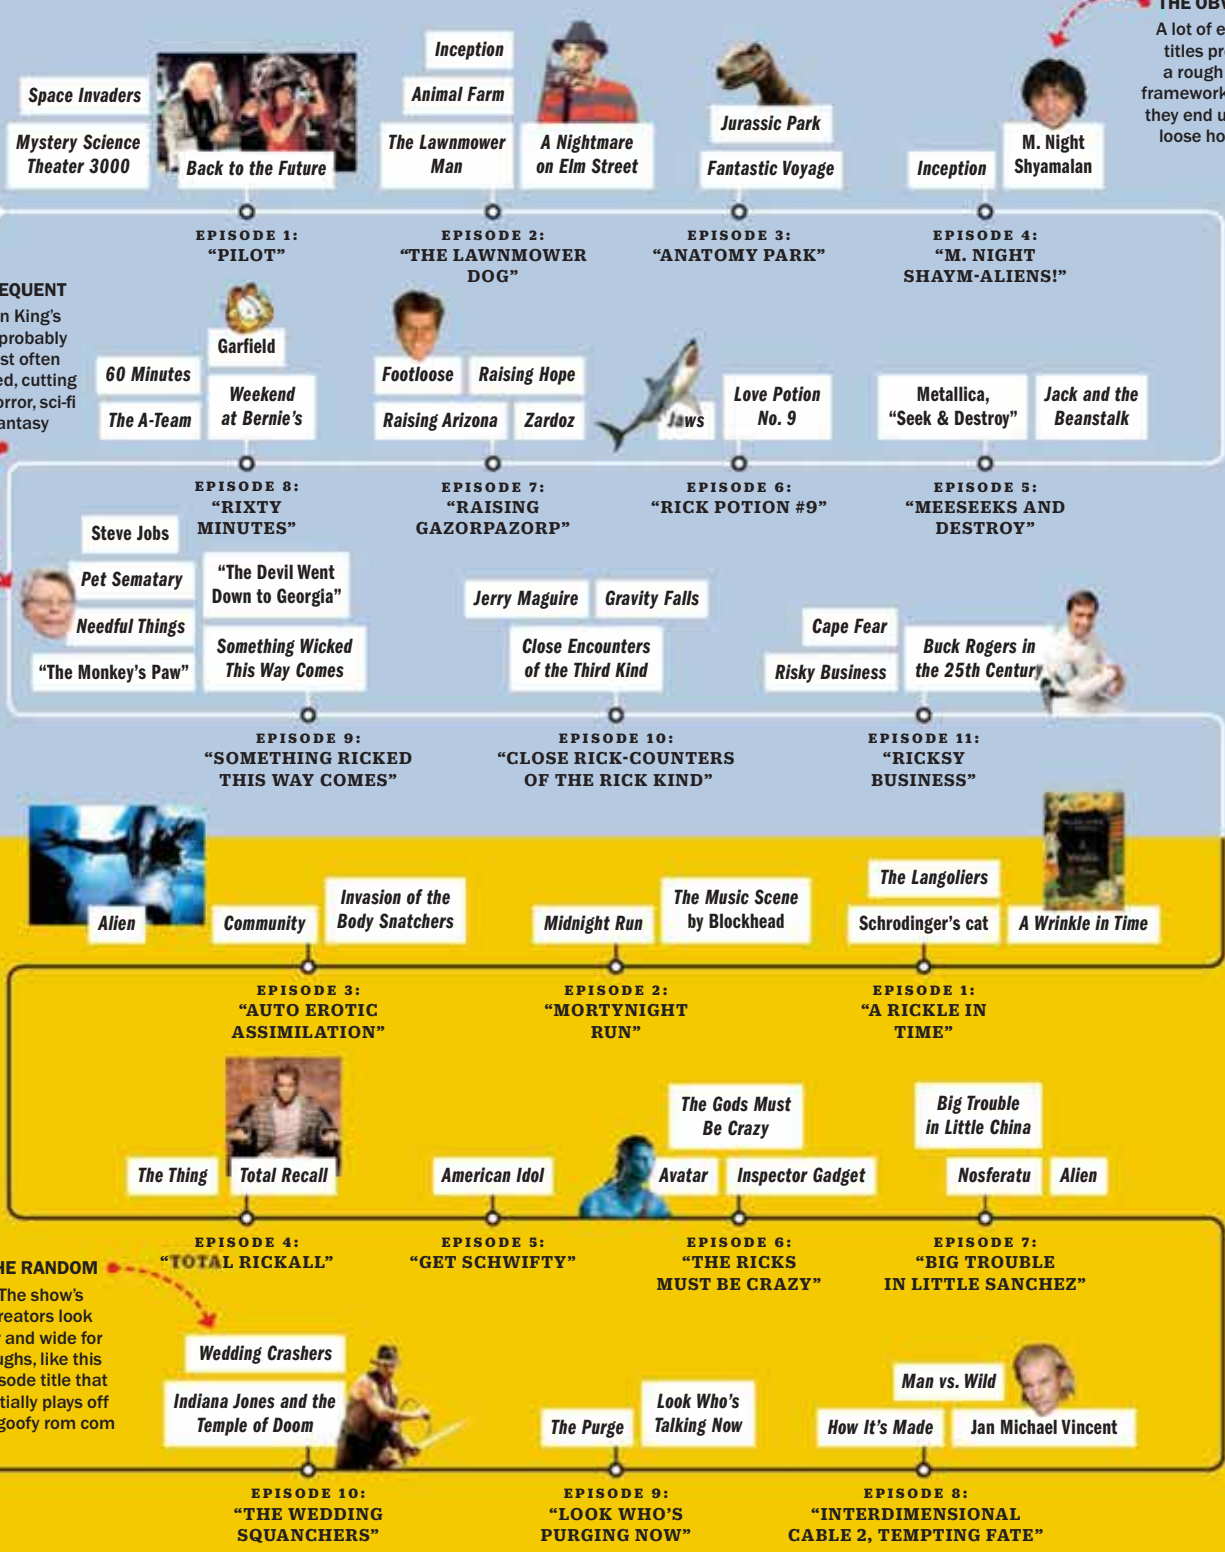 THE OBV
A lot of e
titles pr
a rough
framework
they end u
loose ho
Space Invaders
Mystery Science
Theater 3000
Back to the Future
Inception
Animal Farm
The Lawnmower
Man
A Nightmare
on Elm Street
Jurassic Park
Fantastic Voyage
Inception
M. Night
Shyamalan
EPISODE 1:
“PILOT”
EPISODE 2:
“THE LAWNMOWER
DOG”
EPISODE 3:
“ANATOMY PARK”
EPISODE 4:
“M. NIGHT
SHAYM-ALIENS!”
EQUENT
n King’s
probably
st often
ed, cutting
orror, sci-fi
antasy
Garfield
60 Minutes
The A-Team
Weekend
at Bernie’s
Footloose
Raising Hope
Raising Arizona
Zardoz
Jaws
Love Potion
No. 9
Metallica,
“Seek & Destroy”
Jack and the
Beanstalk
EPISODE 8:
“RIXTY
MINUTES”
EPISODE 7:
“RAISING
GAZORPAZORP”
EPISODE 6:
“RICK POTION #9”
EPISODE 5:
“MEESEEKS AND
DESTROY”
Steve Jobs
Pet Sematary
Needful Things
“The Monkey’s Paw”
“The Devil Went
Down to Georgia”
Something Wicked
This Way Comes
Jerry Maguire
Gravity Falls
Close Encounters
of the Third Kind
Cape Fear
Risky Business
Buck Rogers in
the 25th Century
EPISODE 9:
“SOMETHING RICKED
THIS WAY COMES”
EPISODE 10:
“CLOSE RICK-COUNTERS
OF THE RICK KIND”
EPISODE 11:
“RICKSY
BUSINESS”
Alien
Community
Invasion of the
Body Snatchers
Midnight Run
The Music Scene
by Blockhead
The Langoliers
Schrodinger’s cat
A Wrinkle in Time
EPISODE 3:
“AUTO EROTIC
ASSIMILATION”
EPISODE 2:
“MORTYNIGHT
RUN”
EPISODE 1:
“A RICKLE IN
TIME”
The Thing
Total Recall
American Idol
The Gods Must
Be Crazy
Avatar
Inspector Gadget
Big Trouble
in Little China
Nosferatu
Alien
EPISODE 4:
“TOTAL RICKALL”
EPISODE 5:
“GET SCHWIFTY”
EPISODE 6:
“THE RICKS
MUST BE CRAZY”
EPISODE 7:
“BIG TROUBLE
IN LITTLE SANCHEZ”
HE RANDOM
The show’s
reators look
r and wide for
ughs, like this
sode title that
tially plays off
goofy rom com
Wedding Crashers
Indiana Jones and the
Temple of Doom
The Purge
Look Who’s
Talking Now
Man vs. Wild
How It’s Made
Jan Michael Vincent
EPISODE 10:
“THE WEDDING
SQUANCHERS”
EPISODE 9:
“LOOK WHO’S
PURGING NOW”
EPISODE 8:
“INTERDIMENSIONAL
CABLE 2, TEMPTING FATE”